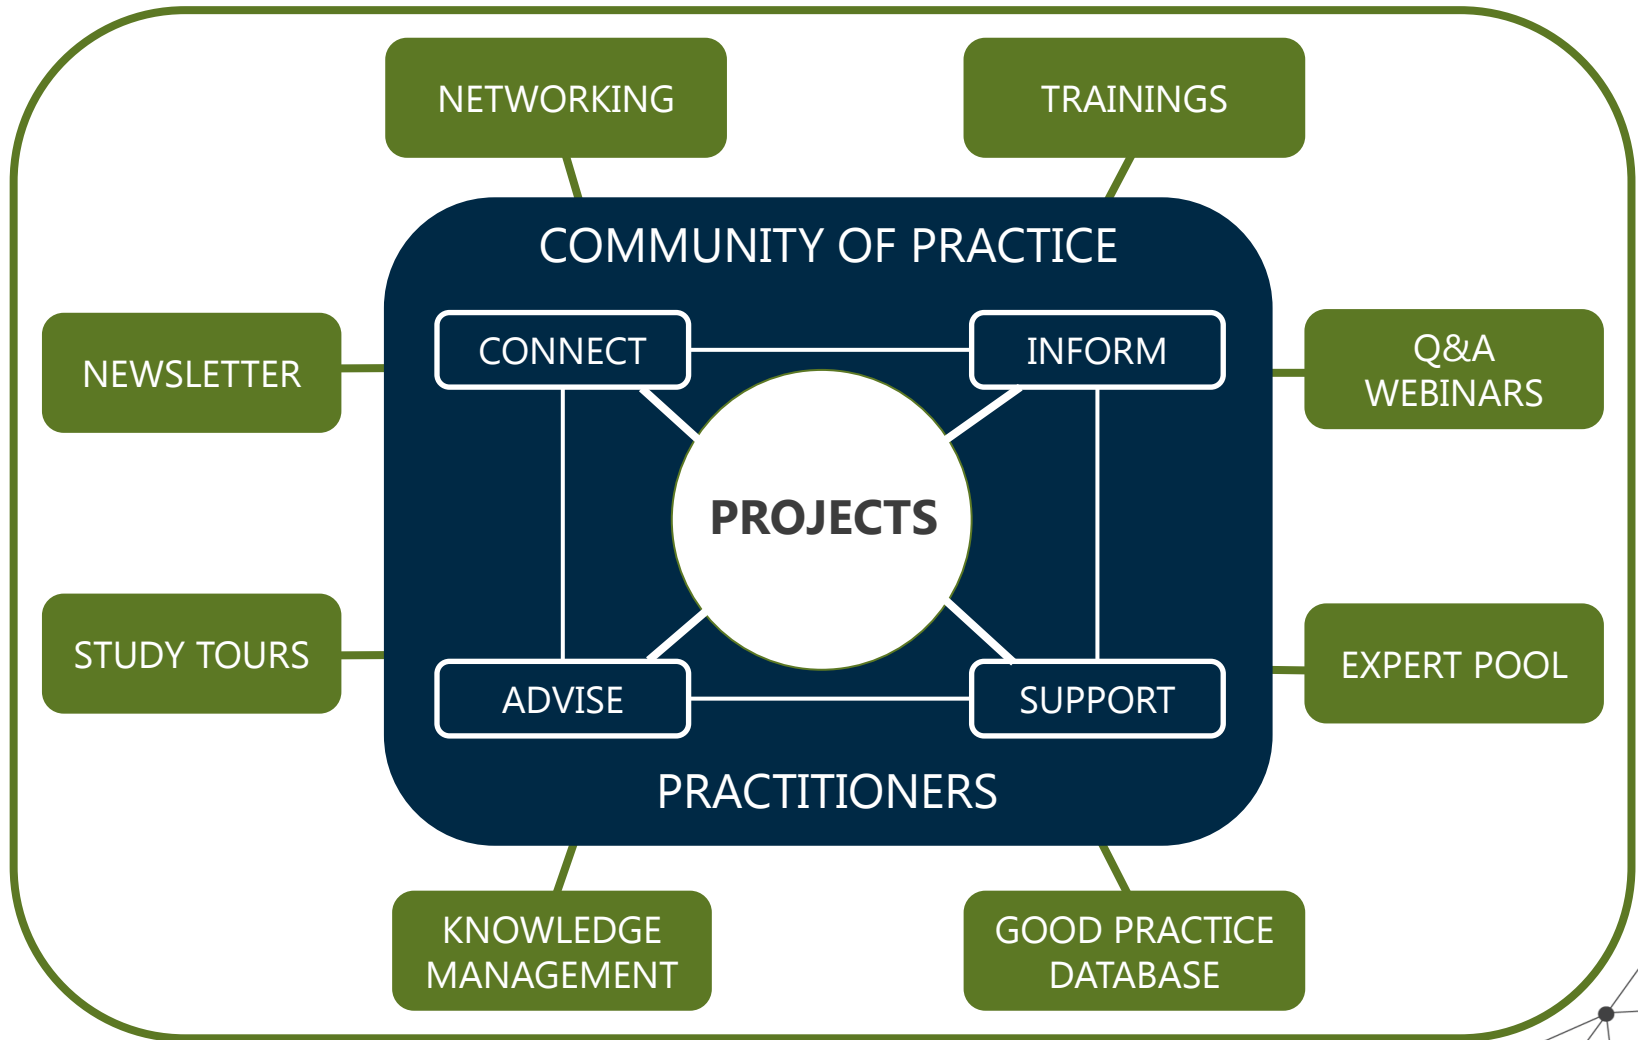 NETWORKING
TRAININGS
COMMUNITY OF PRACTICE
NEWSLETTER
CONNECT
INFORM
Q&A
WEBINARS
PROJECTS
STUDY TOURS
ADVISE
SUPPORT
EXPERT POOL
PRACTITIONERS
KNOWLEDGE
MANAGEMENT
GOOD PRACTICE
DATABASE